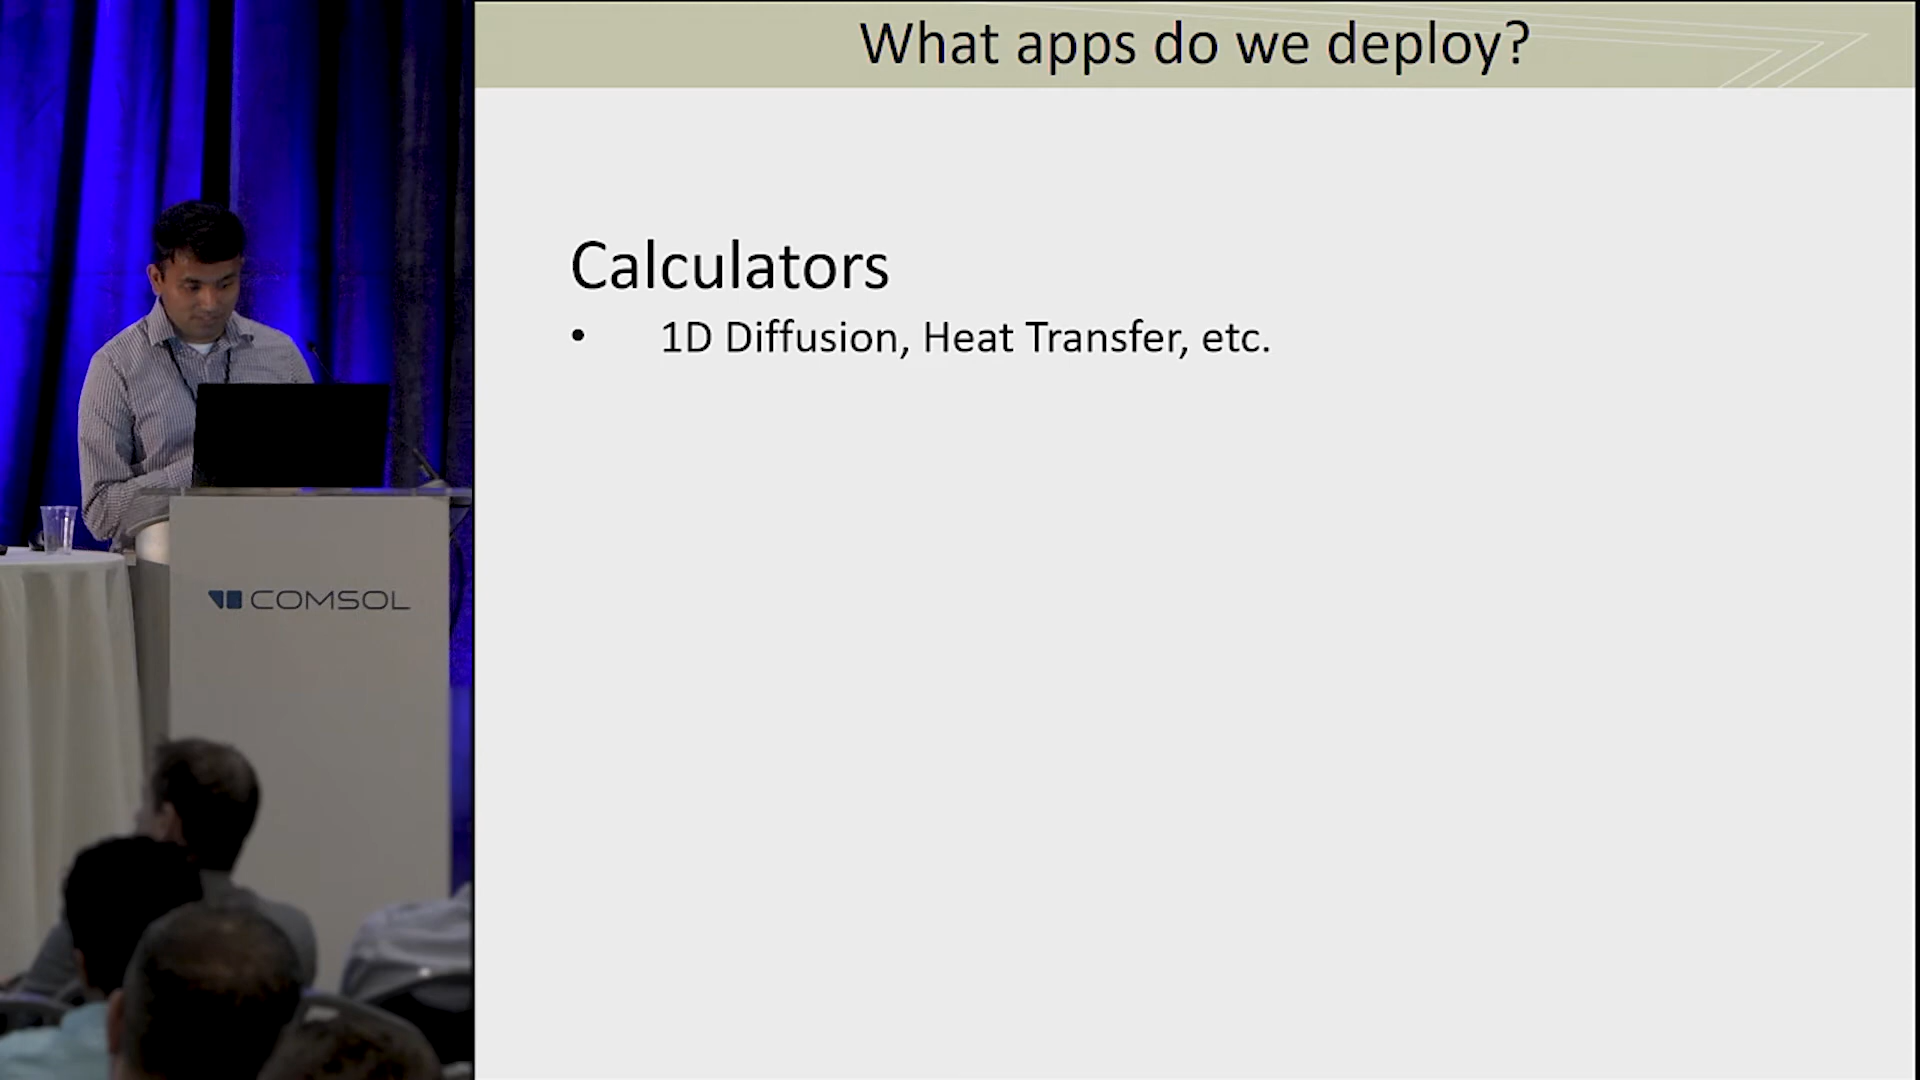 What apps do we deploy?
Calculators
• 1D Diffusion, Heat Transfer, etc.
COMSOL